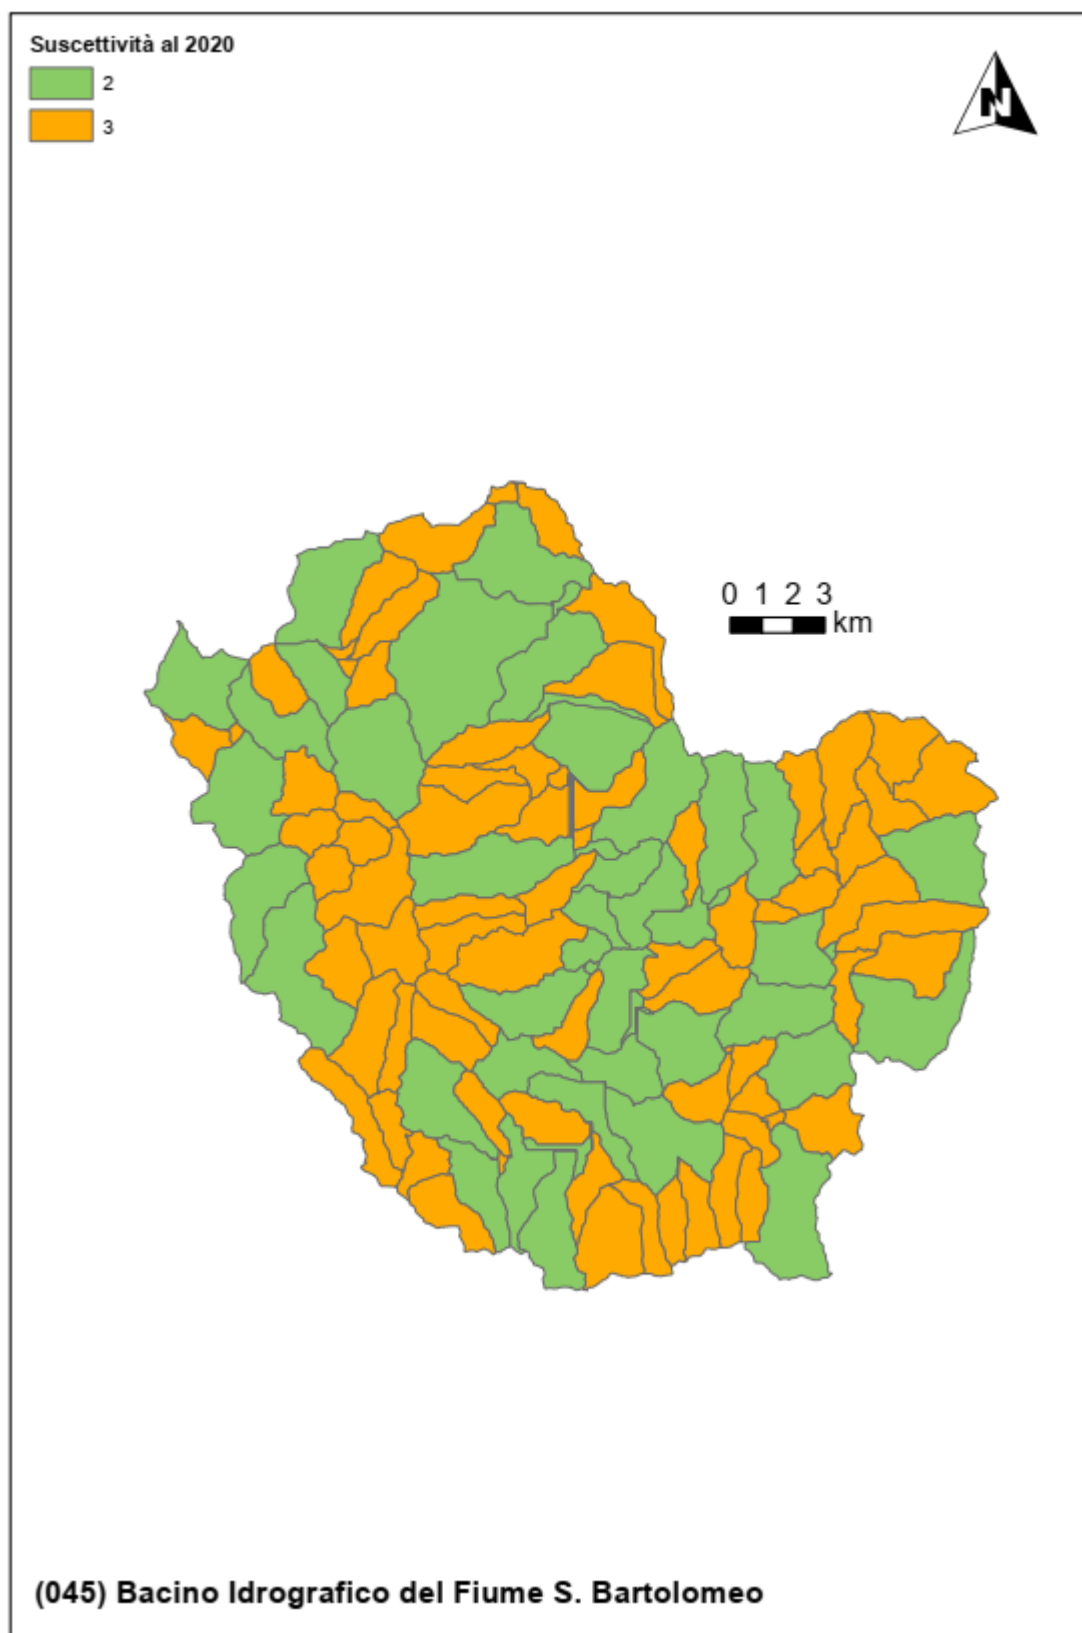 Suscettività al 2020
2
3
N
0 1 2 3
km
(045) Bacino Idrografico del Fiume S. Bartolomeo